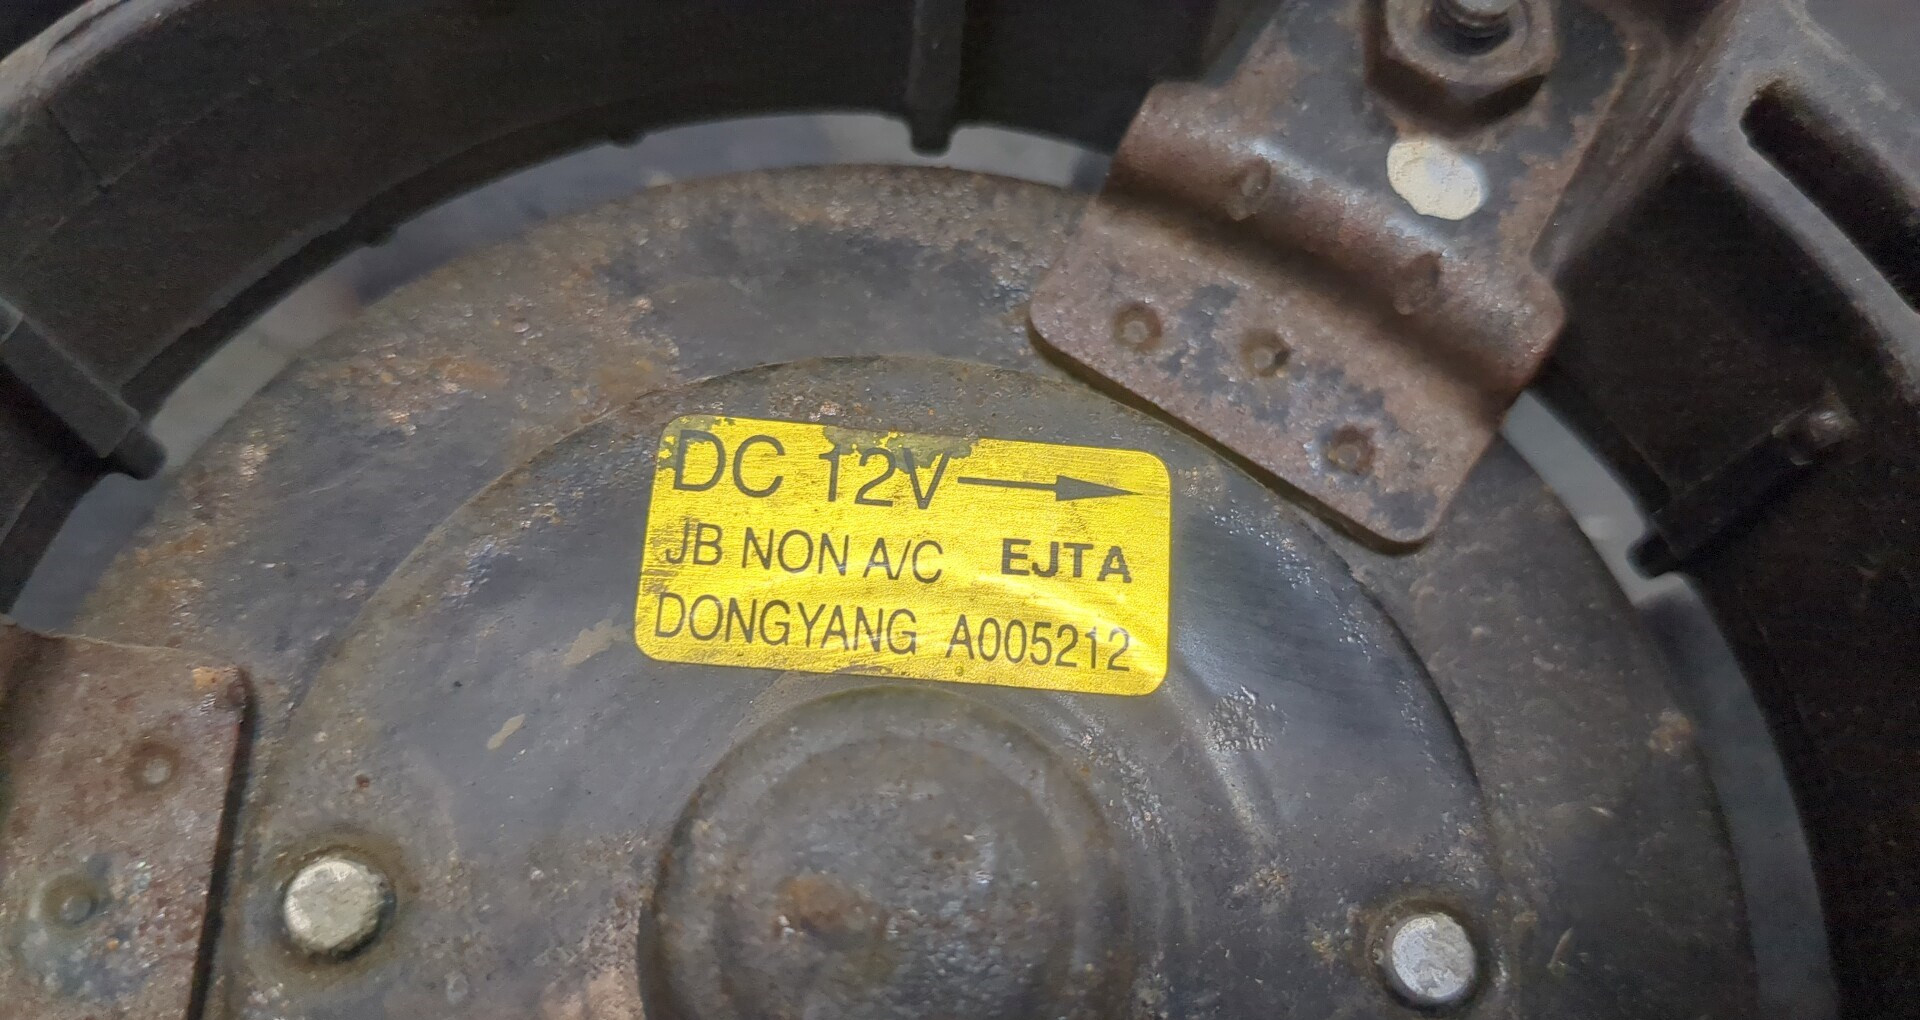 DC 12V
JB NON A/C EJTA
DONGYANG A005212